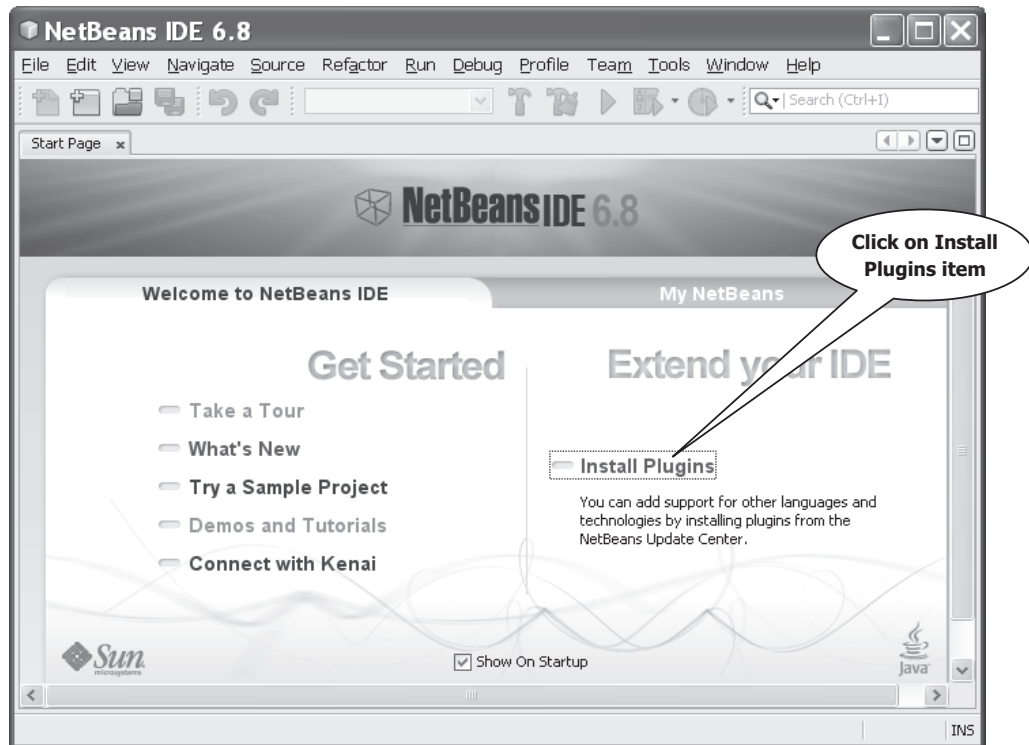 NetBeans IDE 6.8
File Edit View Navigate Source Refactor Run Debug Profile Team Tools Window Help
Search (Ctrl+I)
Start Page x
NetBeans IDE 6.8
Click on Install
Plugins item
Welcome to NetBeans IDE
My NetBeans
Get Started
Extend your IDE
Take a Tour
What's New
Try a Sample Project
Demos and Tutorials
Connect with Kenai
Install Plugins
You can add support for other languages and
technologies by installing plugins from the
NetBeans Update Center.
Sun
microsystems
Show On Startup
Java
INS